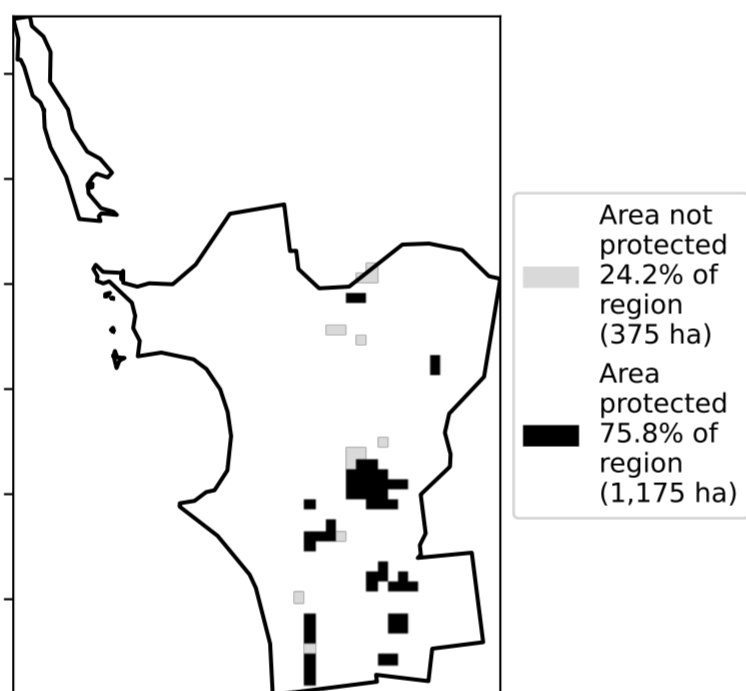 Area not
protected
24.2% of
region
(375 ha)
Area
protected
75.8% of
region
(1,175 ha)